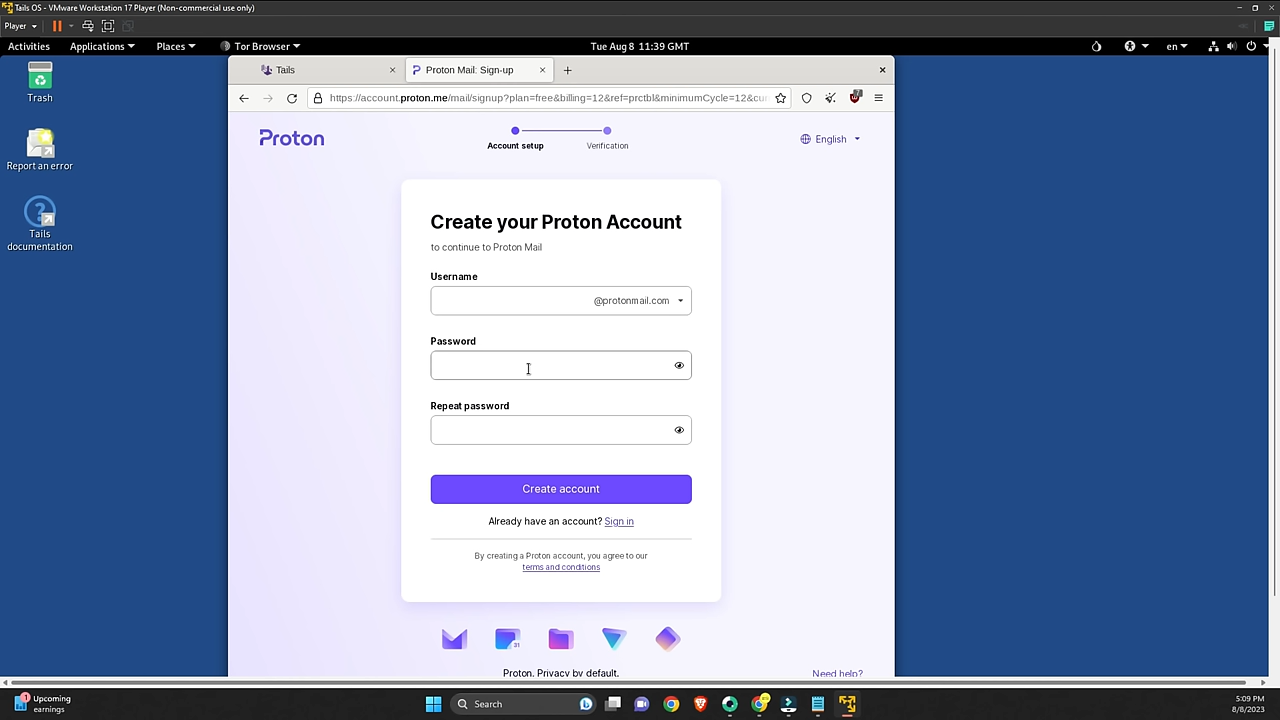 Tails OS - VMware Workstation 17 Player (Non-commercial use only)
Player
Activities Applications Places Tor Browser Tue Aug 8 11:39 GMT en
Trash
Report an error
Tails
documentation
Tails Proton Mail: Sign-up
https://account.proton.me/mail/signup?plan=free&billing=12&ref=prctbl&minimumCycle=12&cu
Proton
Account setup Verification
English
Create your Proton Account
to continue to Proton Mail
Username
@protonmail.com
Password
Repeat password
Create account
Already have an account? Sign in
By creating a Proton account, you agree to our
terms and conditions
31
Proton. Privacy by default.
Need help?
1
Upcoming
earnings
Search
5:09 PM
8/8/2023